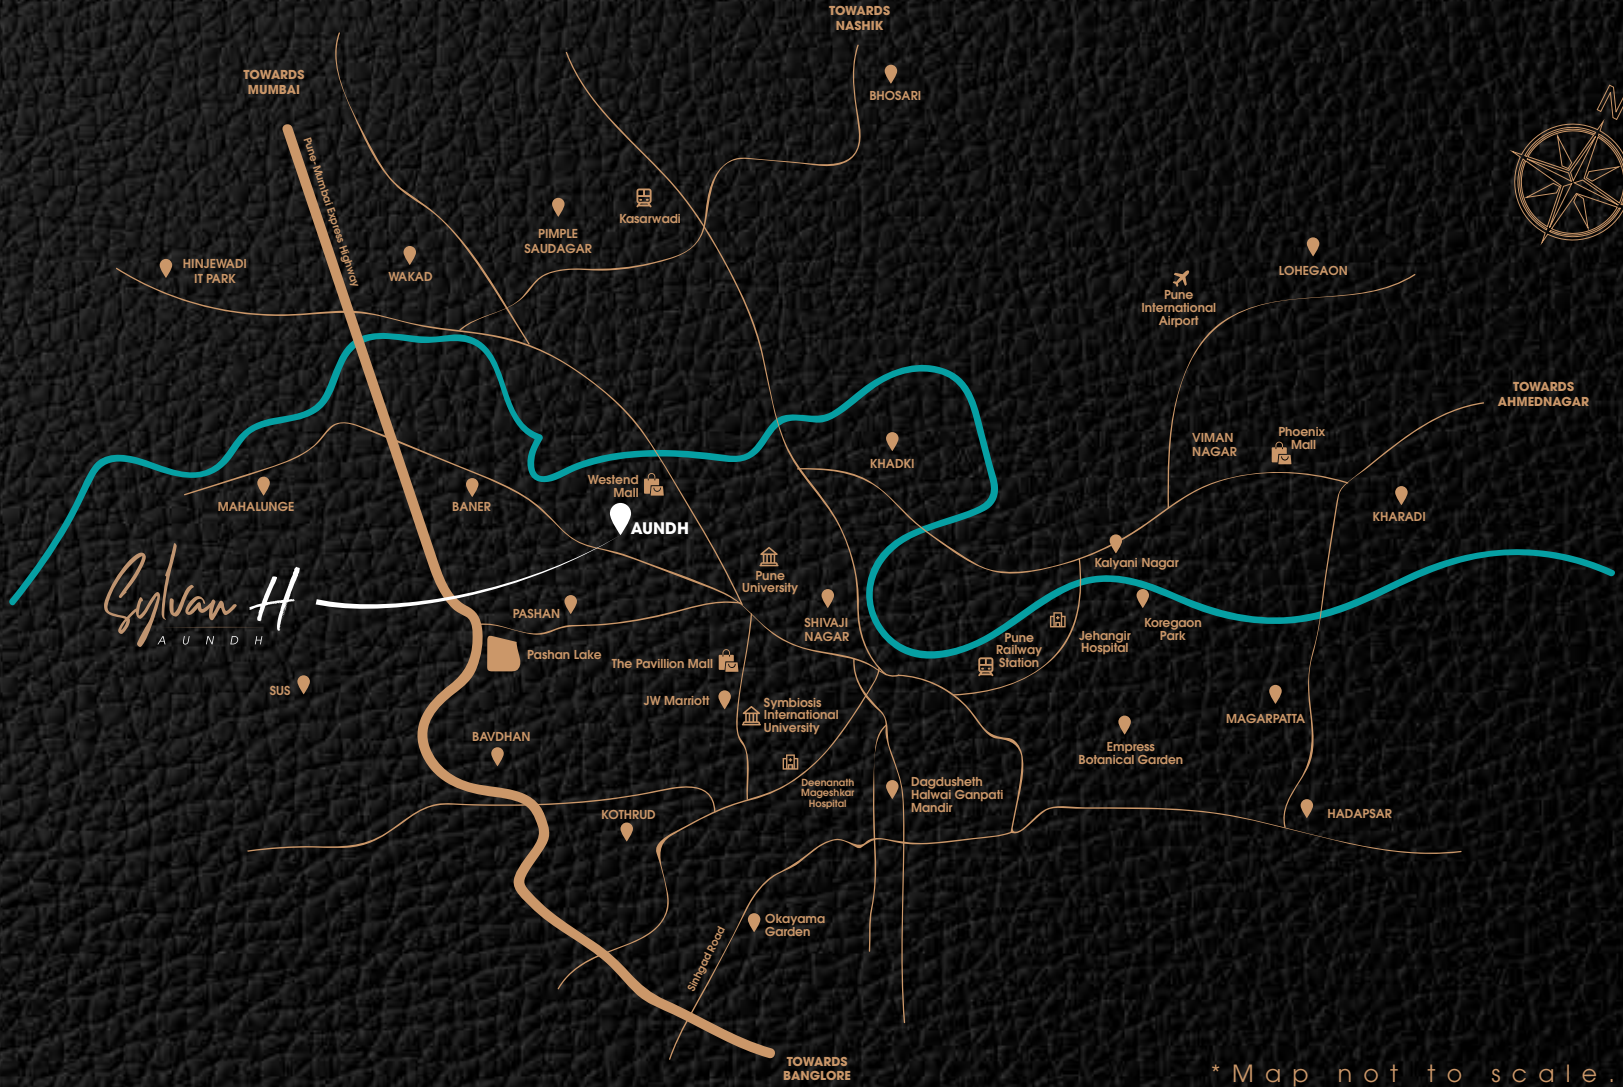 TOWARDS
NASHIK
BHOSARI
TOWARDS
MUMBAI
N
Pune-Mumbai Express Highway
Kasarwadi
PIMPLE
SAUDAGAR
WAKAD
HINJEWADI
IT PARK
LOHEGAON
Pune
International
Airport
TOWARDS
AHMEDNAGAR
VIMAN
NAGAR
Phoenix
Mall
KHADKI
KHARADI
MAHALUNGE
BANER
Westend
Mall
AUNDH
Kalyani Nagar
Pune
University
Sylvan H
AUNDH
PASHAN
SHIVAJI
NAGAR
Koregaon
Park
Jehangir
Hospital
Pune
Railway
Station
Pashan Lake
The Pavillion Mall
SUS
JW Marriott
Symbiosis
International
University
MAGARPATTA
BAVDHAN
Empress
Botanical Garden
Deenanath
Mageshkar
Hospital
Dagdusheth
Halwai Ganpati
Mandir
KOTHRUD
HADAPSAR
Okayama
Garden
Sinhgad Road
TOWARDS
BANGLORE
*Map not to scale